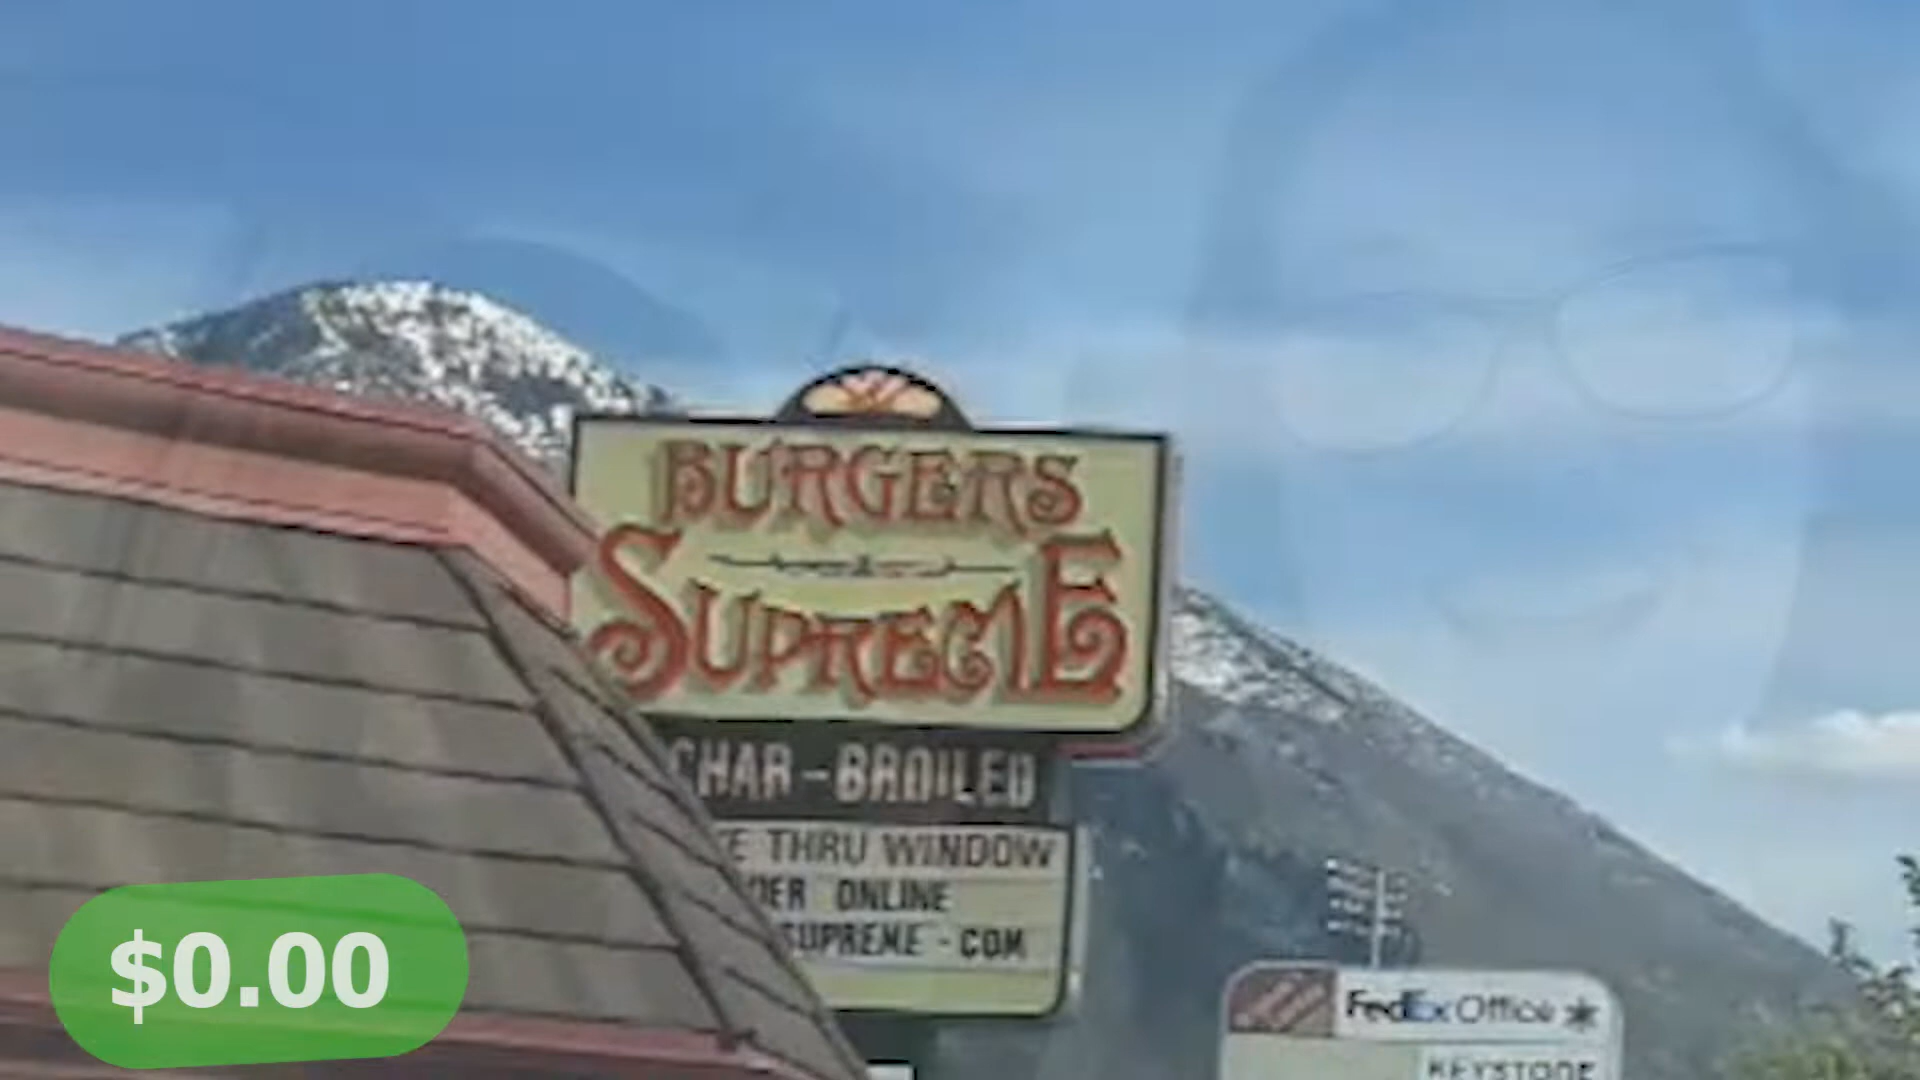 BURGERS
SUPREME
CHAR-BROILED
THRU WINDOW
ONLINE
SUPREME-COM
$0.00
FedEx Office
KEYSTONE